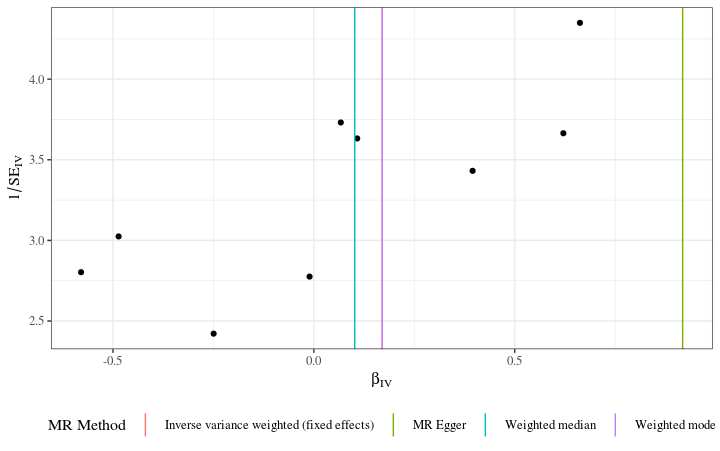 4.0
3.5
3.0
2.5
1/SE_IV
-0.5 0.0 0.5
β_IV
MR Method Inverse variance weighted (fixed effects) MR Egger Weighted median Weighted mode